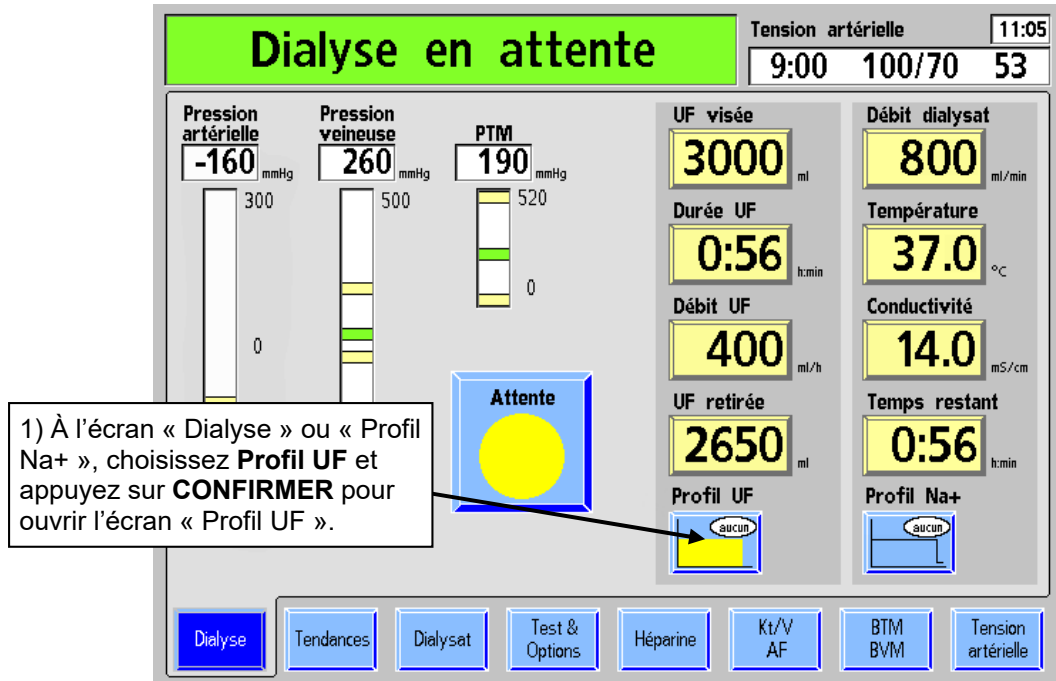 Dialyse en attente
Tension artérielle
11:05
9:00 100/70 53
Pression artérielle
-160 mmHg
300
0
Pression veineuse
260 mmHg
500
PTM
190 mmHg
520
0
Attente
UF visée
3000 ml
Durée UF
0:56 h:min
Débit UF
400 ml/h
UF retirée
2650 ml
Profil UF
aucun
Débit dialysat
800 ml/min
Température
37.0 °C
Conductivité
14.0 mS/cm
Temps restant
0:56 h:min
Profil Na+
aucun
1) À l’écran « Dialyse » ou « Profil
Na+ », choisissez Profil UF et
appuyez sur CONFIRMER pour
ouvrir l’écran « Profil UF ».
Dialyse
Tendances
Dialysat
Test &
Options
Héparine
Kt/V
AF
BTM
BVM
Tension
artérielle